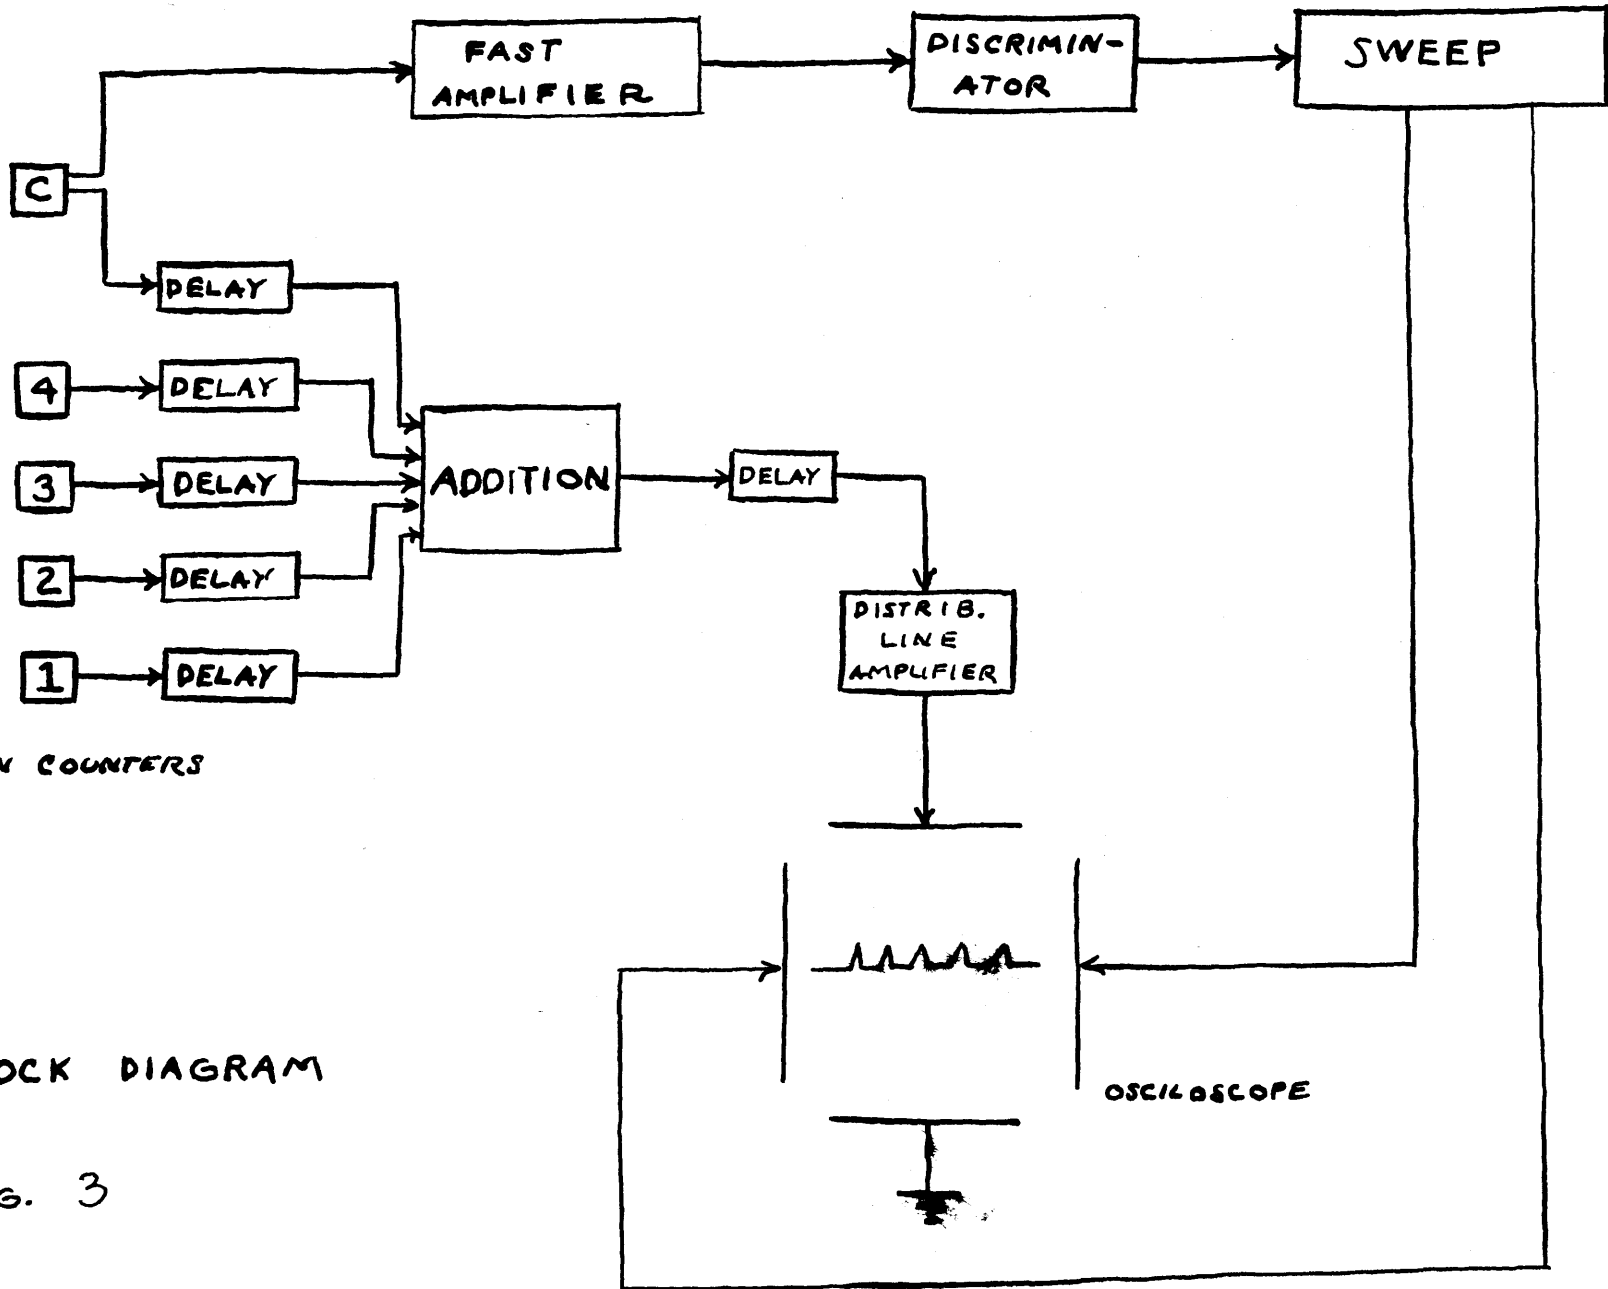 FAST
AMPLIFIER
DISCRIMIN-
ATOR
SWEEP
C
DELAY
4
DELAY
3
DELAY
ADDITION
DELAY
2
DELAY
1
DELAY
DISTRIB.
LINE
AMPLIFIER
COUNTERS
OSCILOSCOPE
DIAGRAM
3